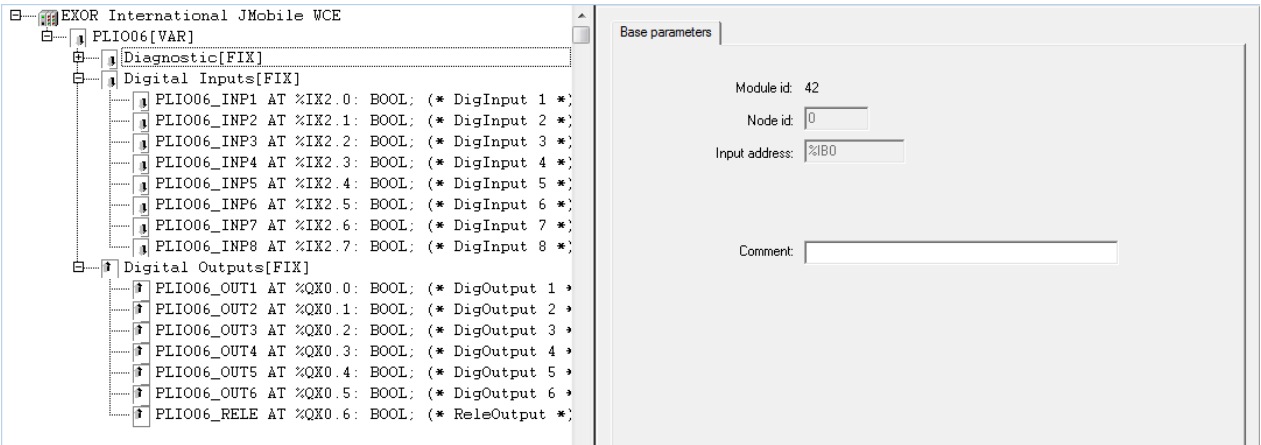 EXOR International JMobile WCE
PLIO06[VAR]
Diagnostic[FIX]
Digital Inputs[FIX]
PLIO06_INP1 AT %IX2.0: BOOL; (* DigInput 1 *)
PLIO06_INP2 AT %IX2.1: BOOL; (* DigInput 2 *)
PLIO06_INP3 AT %IX2.2: BOOL; (* DigInput 3 *)
PLIO06_INP4 AT %IX2.3: BOOL; (* DigInput 4 *)
PLIO06_INP5 AT %IX2.4: BOOL; (* DigInput 5 *)
PLIO06_INP6 AT %IX2.5: BOOL; (* DigInput 6 *)
PLIO06_INP7 AT %IX2.6: BOOL; (* DigInput 7 *)
PLIO06_INP8 AT %IX2.7: BOOL; (* DigInput 8 *)
Digital Outputs[FIX]
PLIO06_OUT1 AT %QX0.0: BOOL; (* DigOutput 1 *
PLIO06_OUT2 AT %QX0.1: BOOL; (* DigOutput 2 *
PLIO06_OUT3 AT %QX0.2: BOOL; (* DigOutput 3 *
PLIO06_OUT4 AT %QX0.3: BOOL; (* DigOutput 4 *
PLIO06_OUT5 AT %QX0.4: BOOL; (* DigOutput 5 *
PLIO06_OUT6 AT %QX0.5: BOOL; (* DigOutput 6 *
PLIO06_RELE AT %QX0.6: BOOL; (* ReleOutput *)
Base parameters
Module id: 42
Node id: 0
Input address: %IB0
Comment: